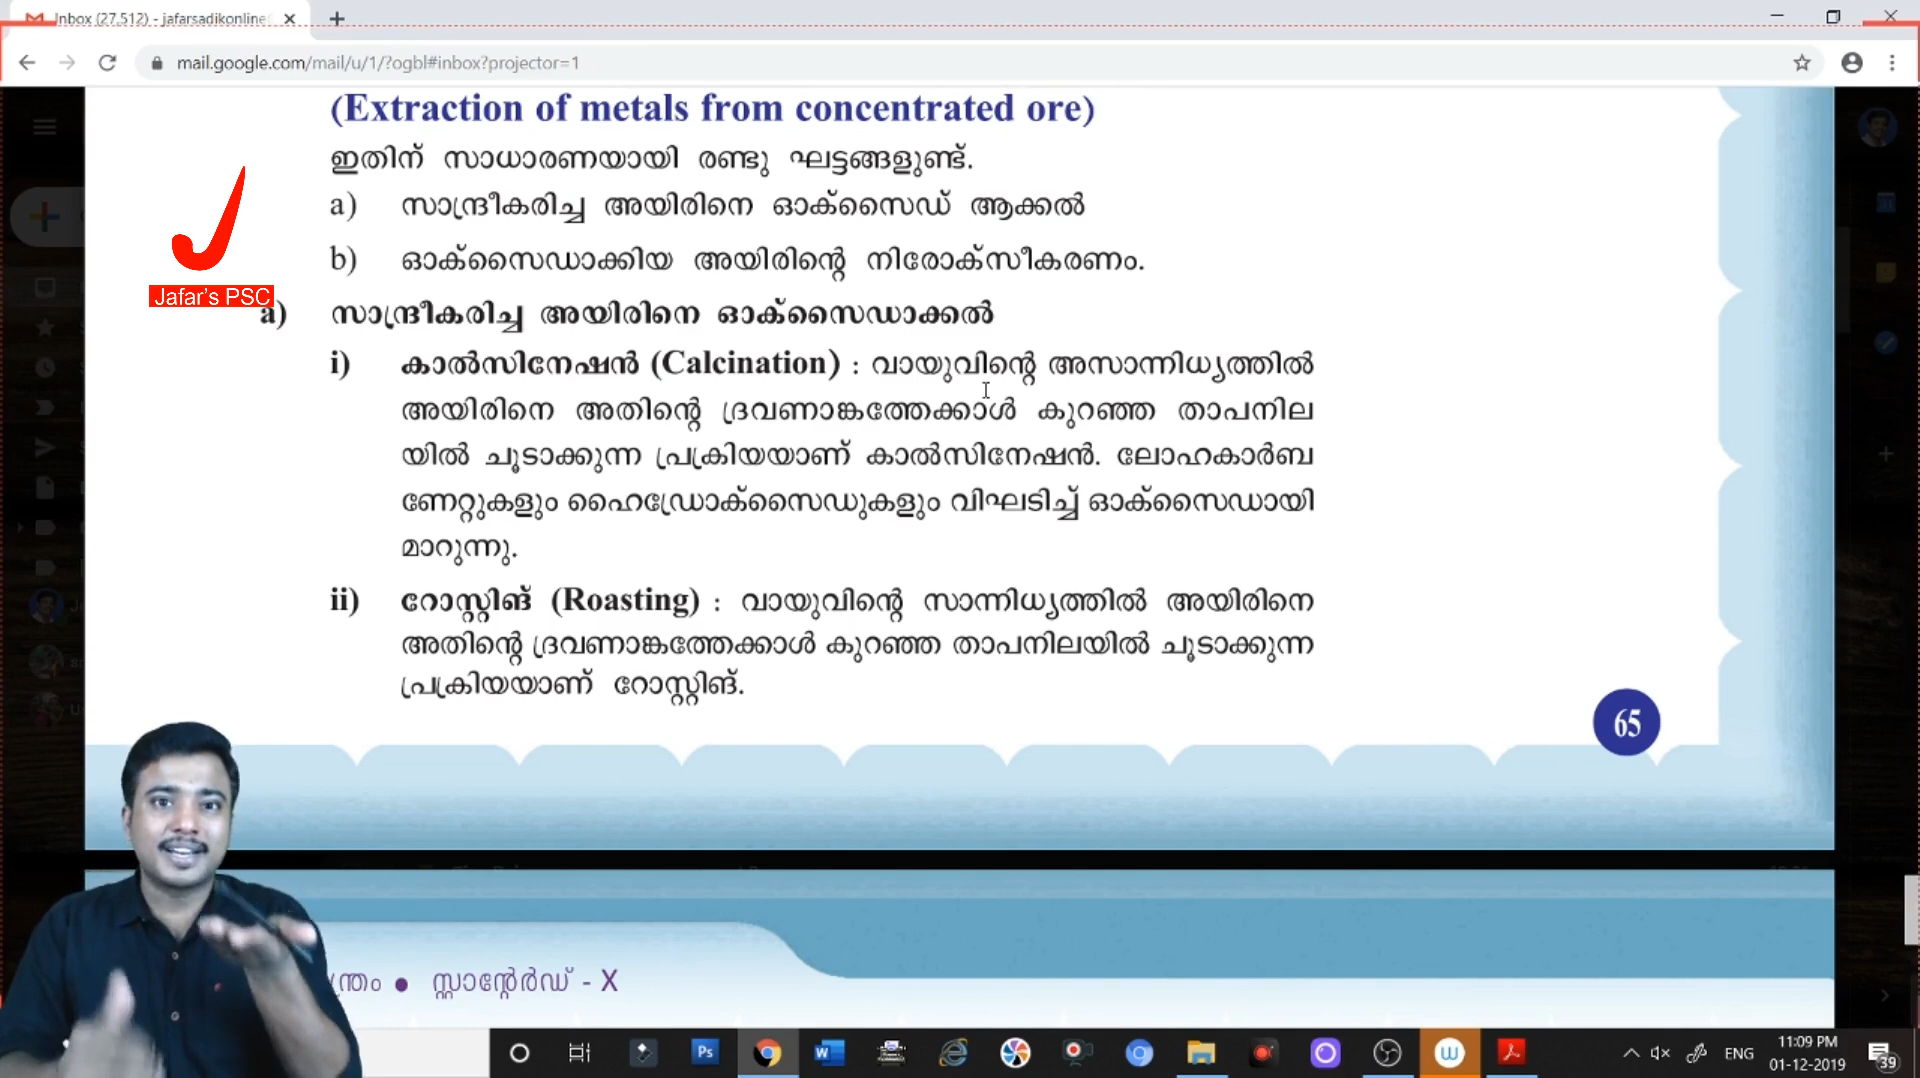 Inbox (27,512) - jafarsadikonline
mail.google.com/mail/u/1/?ogbl#inbox?projector=1
(Extraction of metals from concentrated ore)
ഇതിന് സാധാരണയായി രണ്ടു ഘട്ടങ്ങളുണ്ട്.
a) സാന്ദ്രീകരിച്ച അയിരിനെ ഓക്സൈഡ് ആക്കൽ
b) ഓക്സൈഡാക്കിയ അയിരിന്റെ നിരോക്സീകരണം.
Jafar's PSC
a) സാന്ദ്രീകരിച്ച അയിരിനെ ഓക്സൈഡാക്കൽ
i) കാൽസിനേഷൻ (Calcination) : വായുവിന്റെ അസാന്നിധ്യത്തിൽ
അയിരിനെ അതിന്റെ ദ്രവണാങ്കത്തേക്കാൾ കുറഞ്ഞ താപനില
യിൽ ചൂടാക്കുന്ന പ്രക്രിയയാണ് കാൽസിനേഷൻ. ലോഹകാർബ
ണേറ്റുകളും ഹൈഡ്രോക്സൈഡുകളും വിഘടിച്ച് ഓക്സൈഡായി
മാറുന്നു.
ii) റോസ്റ്റിങ് (Roasting) : വായുവിന്റെ സാന്നിധ്യത്തിൽ അയിരിനെ
അതിന്റെ ദ്രവണാങ്കത്തേക്കാൾ കുറഞ്ഞ താപനിലയിൽ ചൂടാക്കുന്ന
പ്രക്രിയയാണ് റോസ്റ്റിങ്.
65
ന്ത്രം • സ്റ്റാന്റേർഡ് - X
Ps
W
w
ENG
11:09 PM
01-12-2019
39